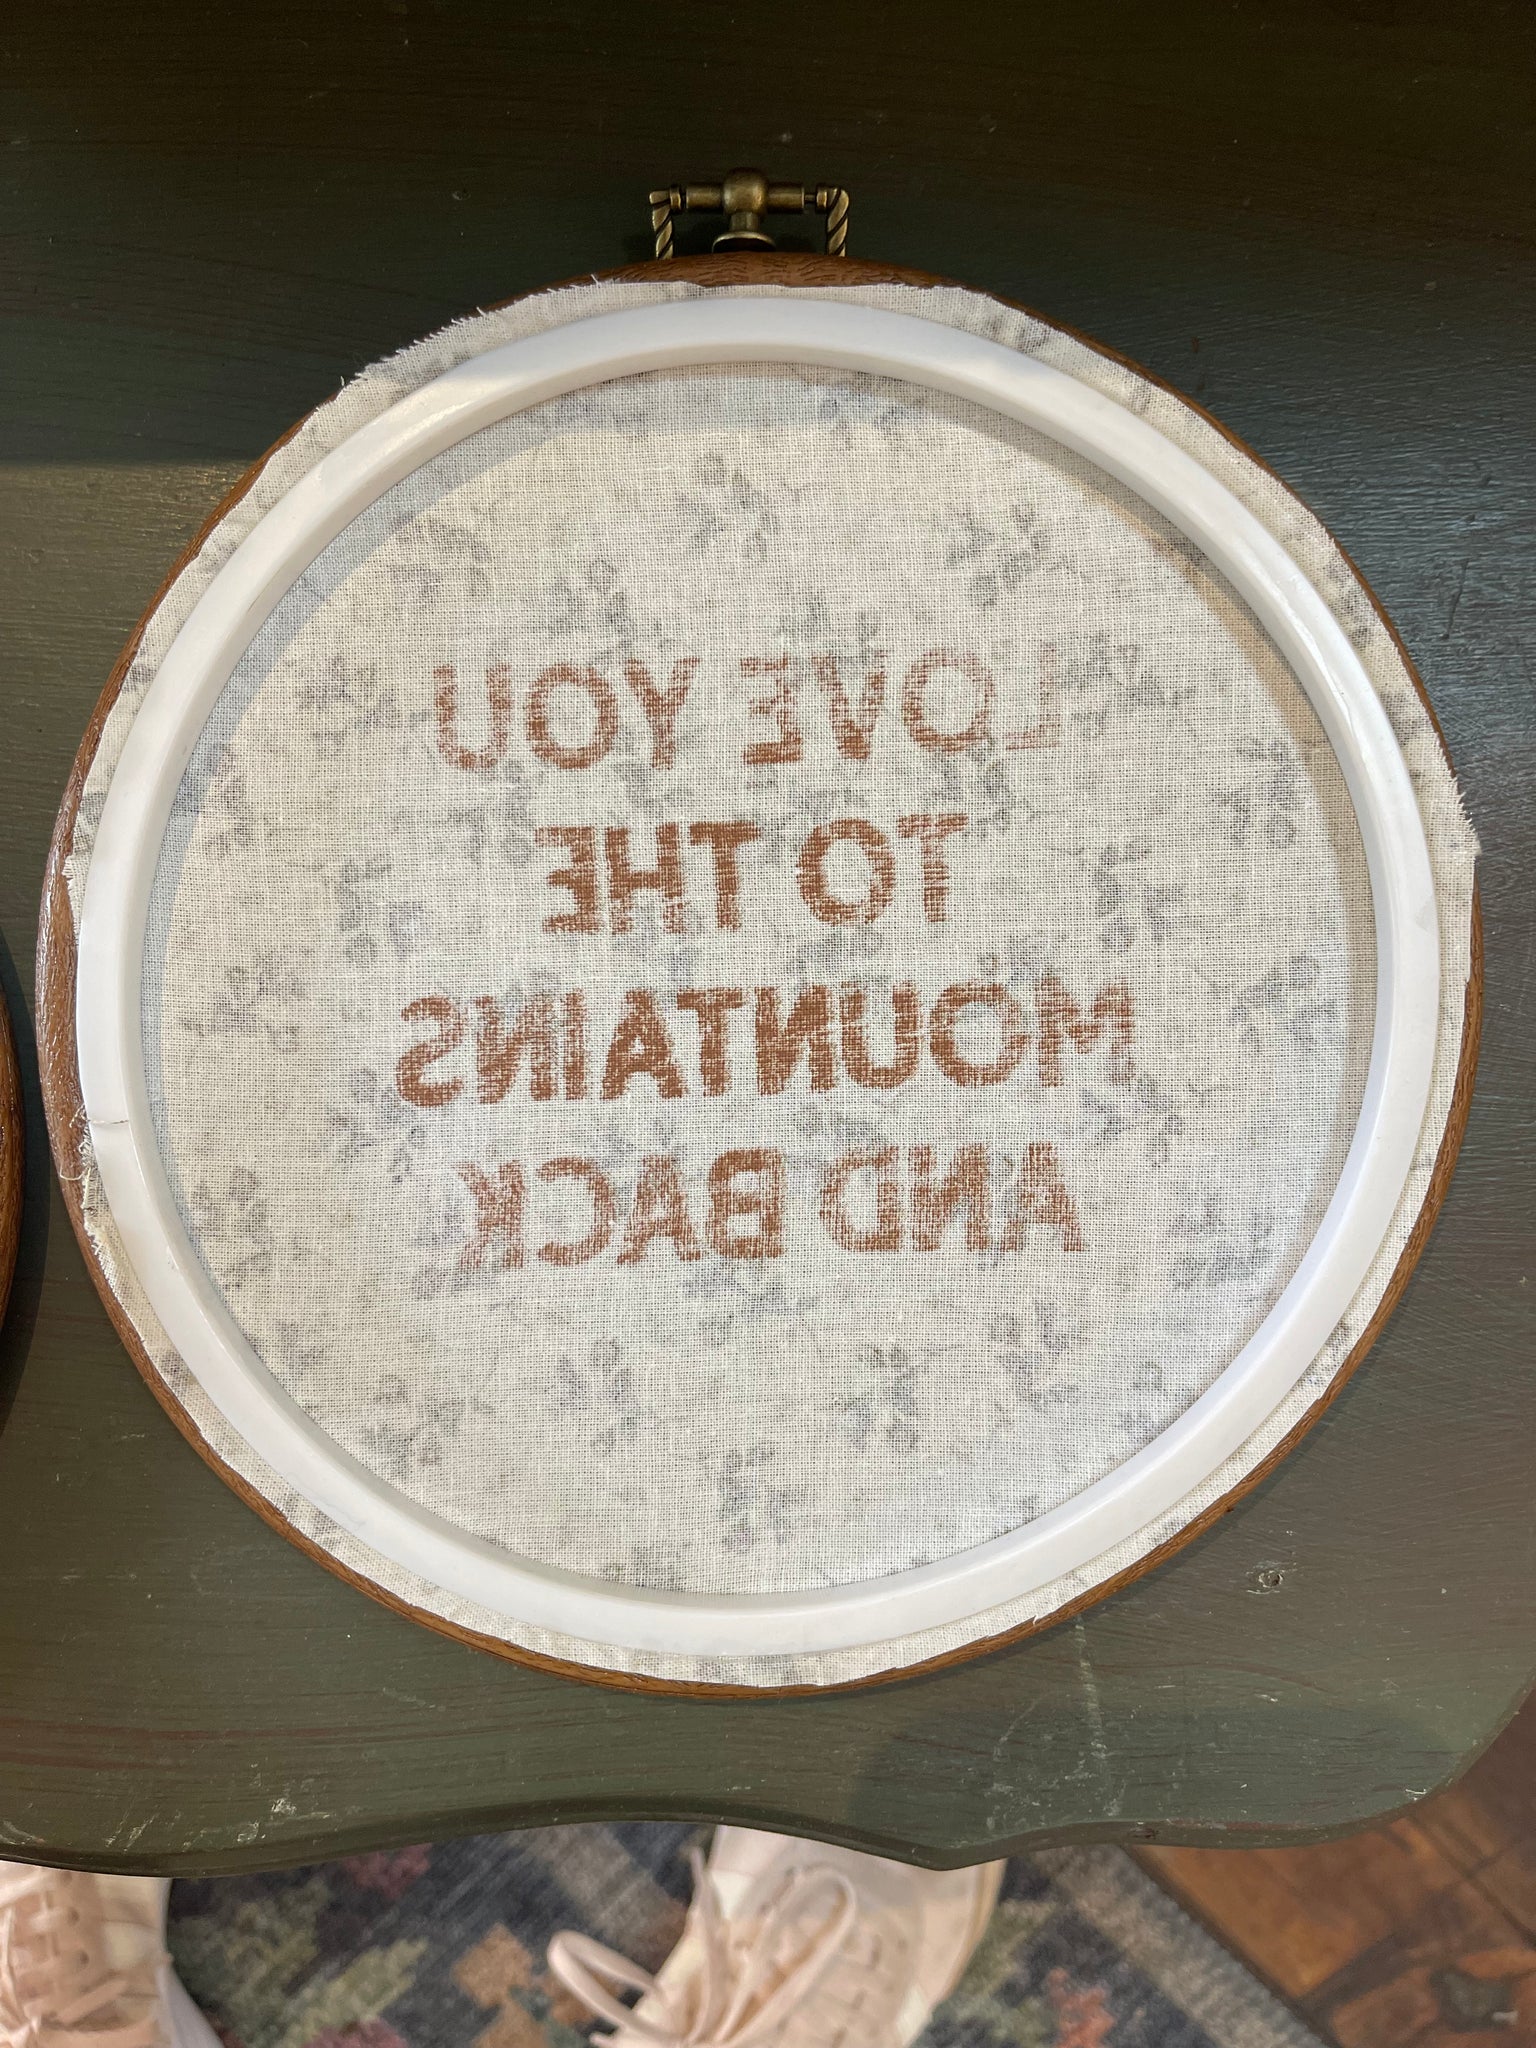 LOVE YOU
TO THE
MOUNTAINS
AND BACK